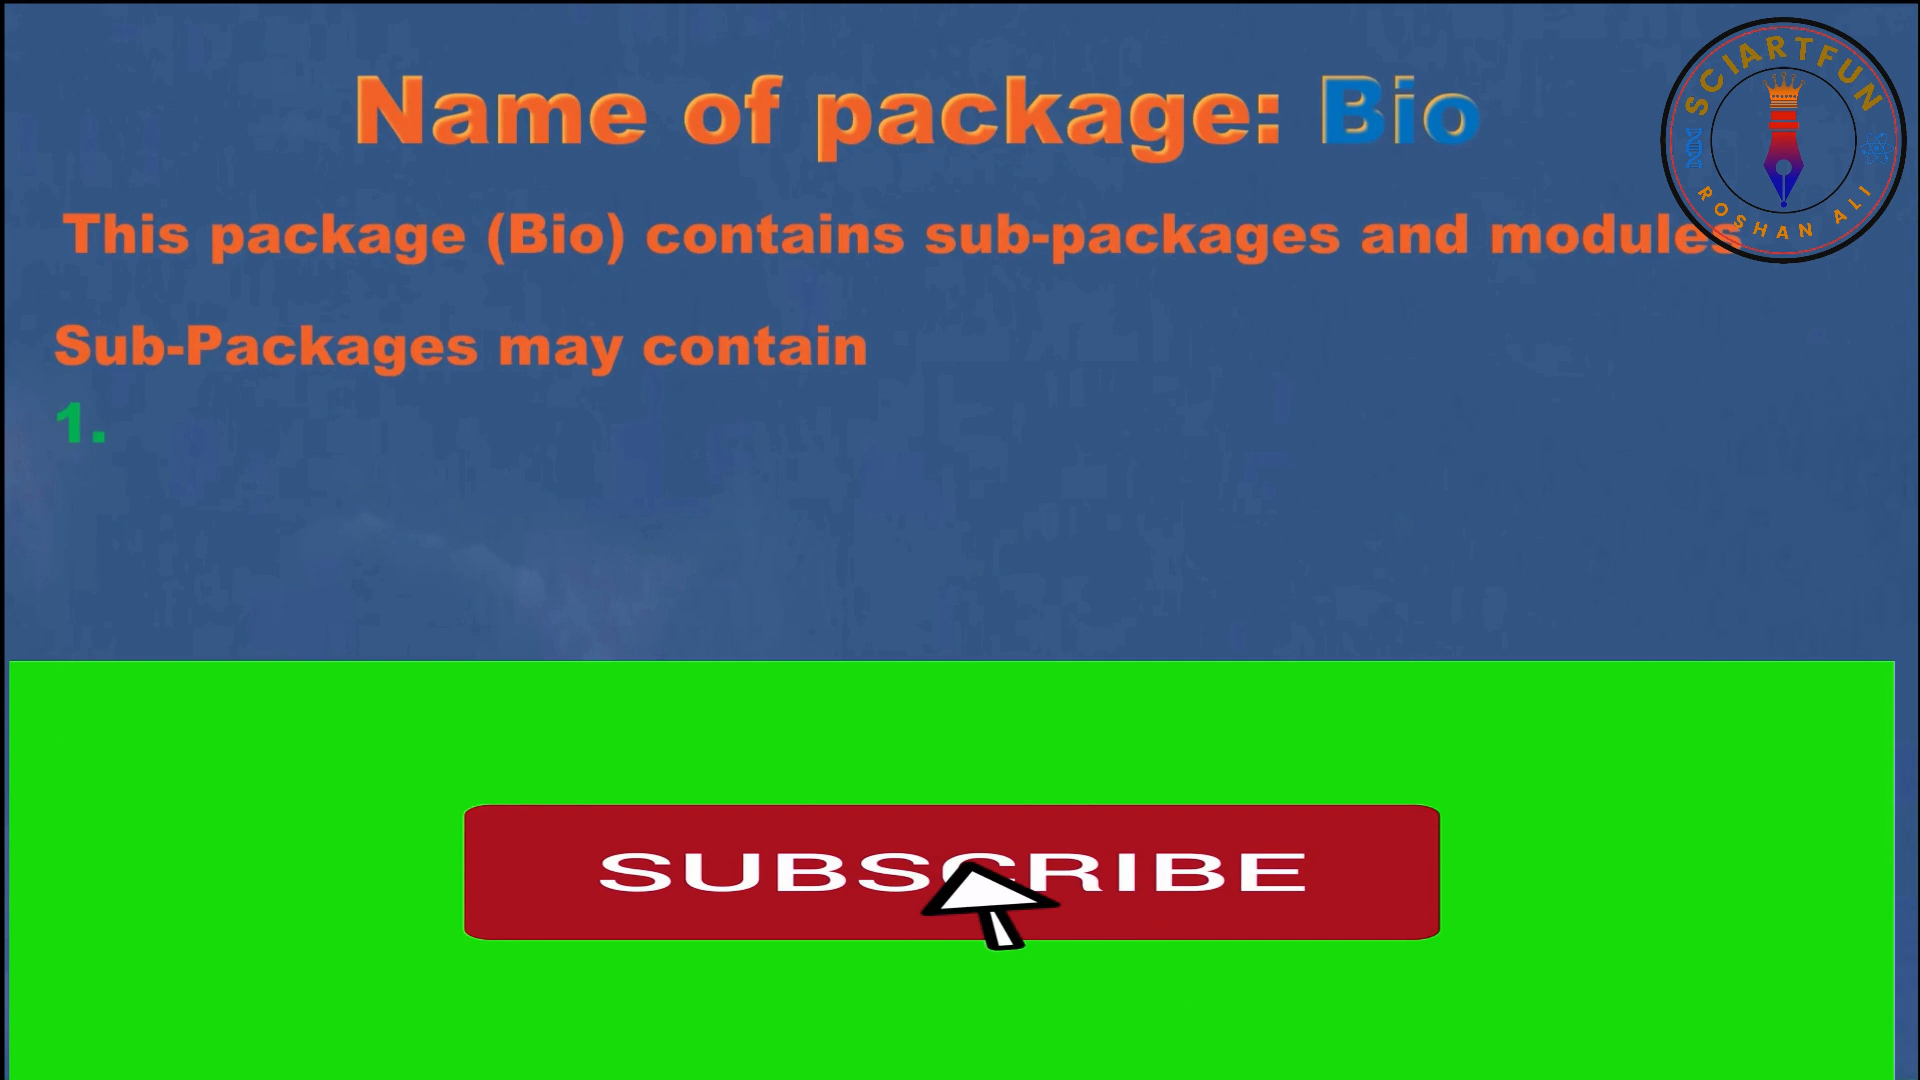 Name of package: Bio
SCIARTFUN
ROSHAN ALI
This package (Bio) contains sub-packages and modules
Sub-Packages may contain
1.
SUBSCRIBE